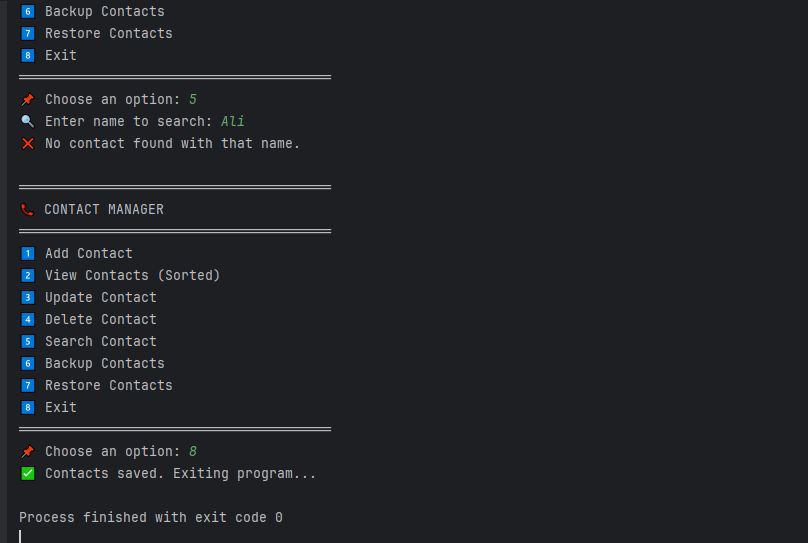 6 Backup Contacts
7 Restore Contacts
8 Exit
Choose an option: 5
Enter name to search: Ali
No contact found with that name.
CONTACT MANAGER
1 Add Contact
2 View Contacts (Sorted)
3 Update Contact
4 Delete Contact
5 Search Contact
6 Backup Contacts
7 Restore Contacts
8 Exit
Choose an option: 8
Contacts saved. Exiting program...
Process finished with exit code 0